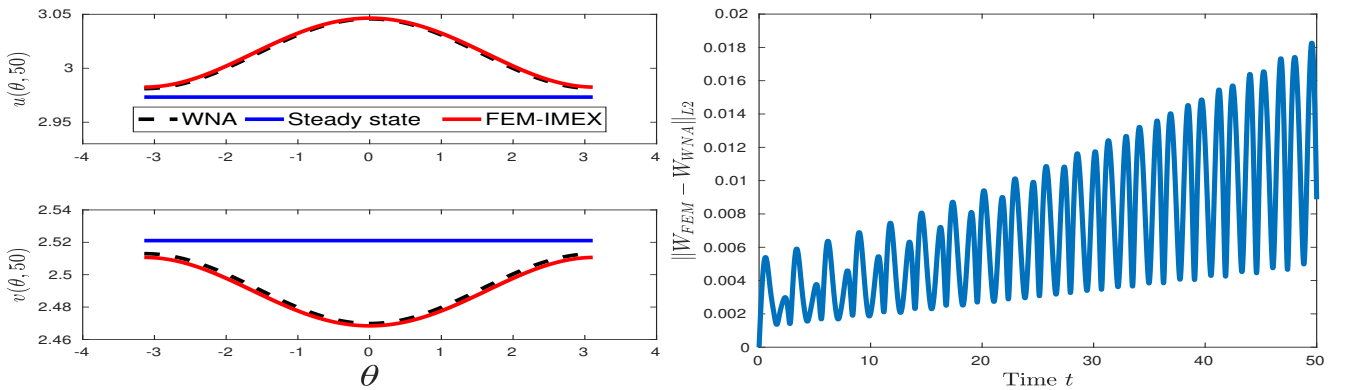 3.05
3
2.95
u(θ, 50)
WNA Steady state FEM-IMEX
-4 -3 -2 -1 0 1 2 3 4
2.54
2.52
2.5
2.48
2.46
v(θ, 50)
-4 -3 -2 -1 0 1 2 3 4
θ
0.02
0.018
0.016
0.014
0.012
0.01
0.008
0.006
0.004
0.002
0
||W_FEM − W_WNA||_L2
0 10 20 30 40 50
Time t